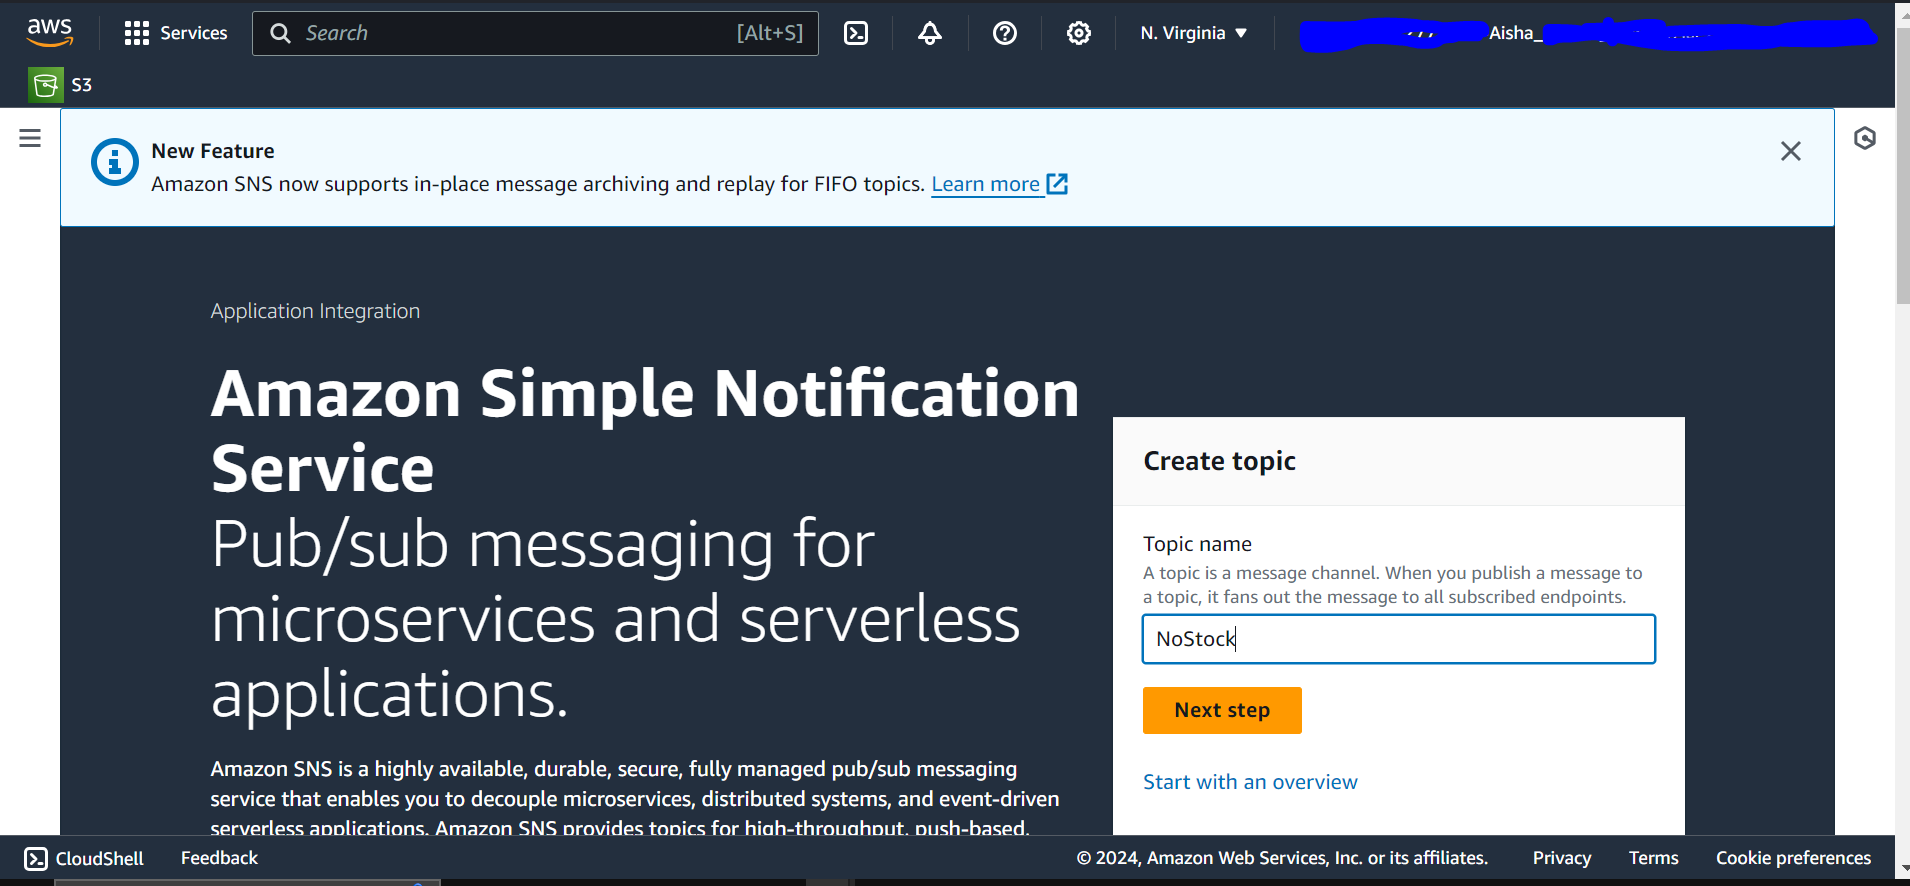 aws
Services
Search
[Alt+S]
N. Virginia
Aisha_
S3
New Feature
Amazon SNS now supports in-place message archiving and replay for FIFO topics. Learn more
Application Integration
Amazon Simple Notification
Service
Pub/sub messaging for
microservices and serverless
applications.
Amazon SNS is a highly available, durable, secure, fully managed pub/sub messaging
service that enables you to decouple microservices, distributed systems, and event-driven
serverless applications. Amazon SNS provides topics for high-throughput, push-based,
Create topic
Topic name
A topic is a message channel. When you publish a message to
a topic, it fans out the message to all subscribed endpoints.
NoStock
Next step
Start with an overview
CloudShell
Feedback
© 2024, Amazon Web Services, Inc. or its affiliates.
Privacy
Terms
Cookie preferences